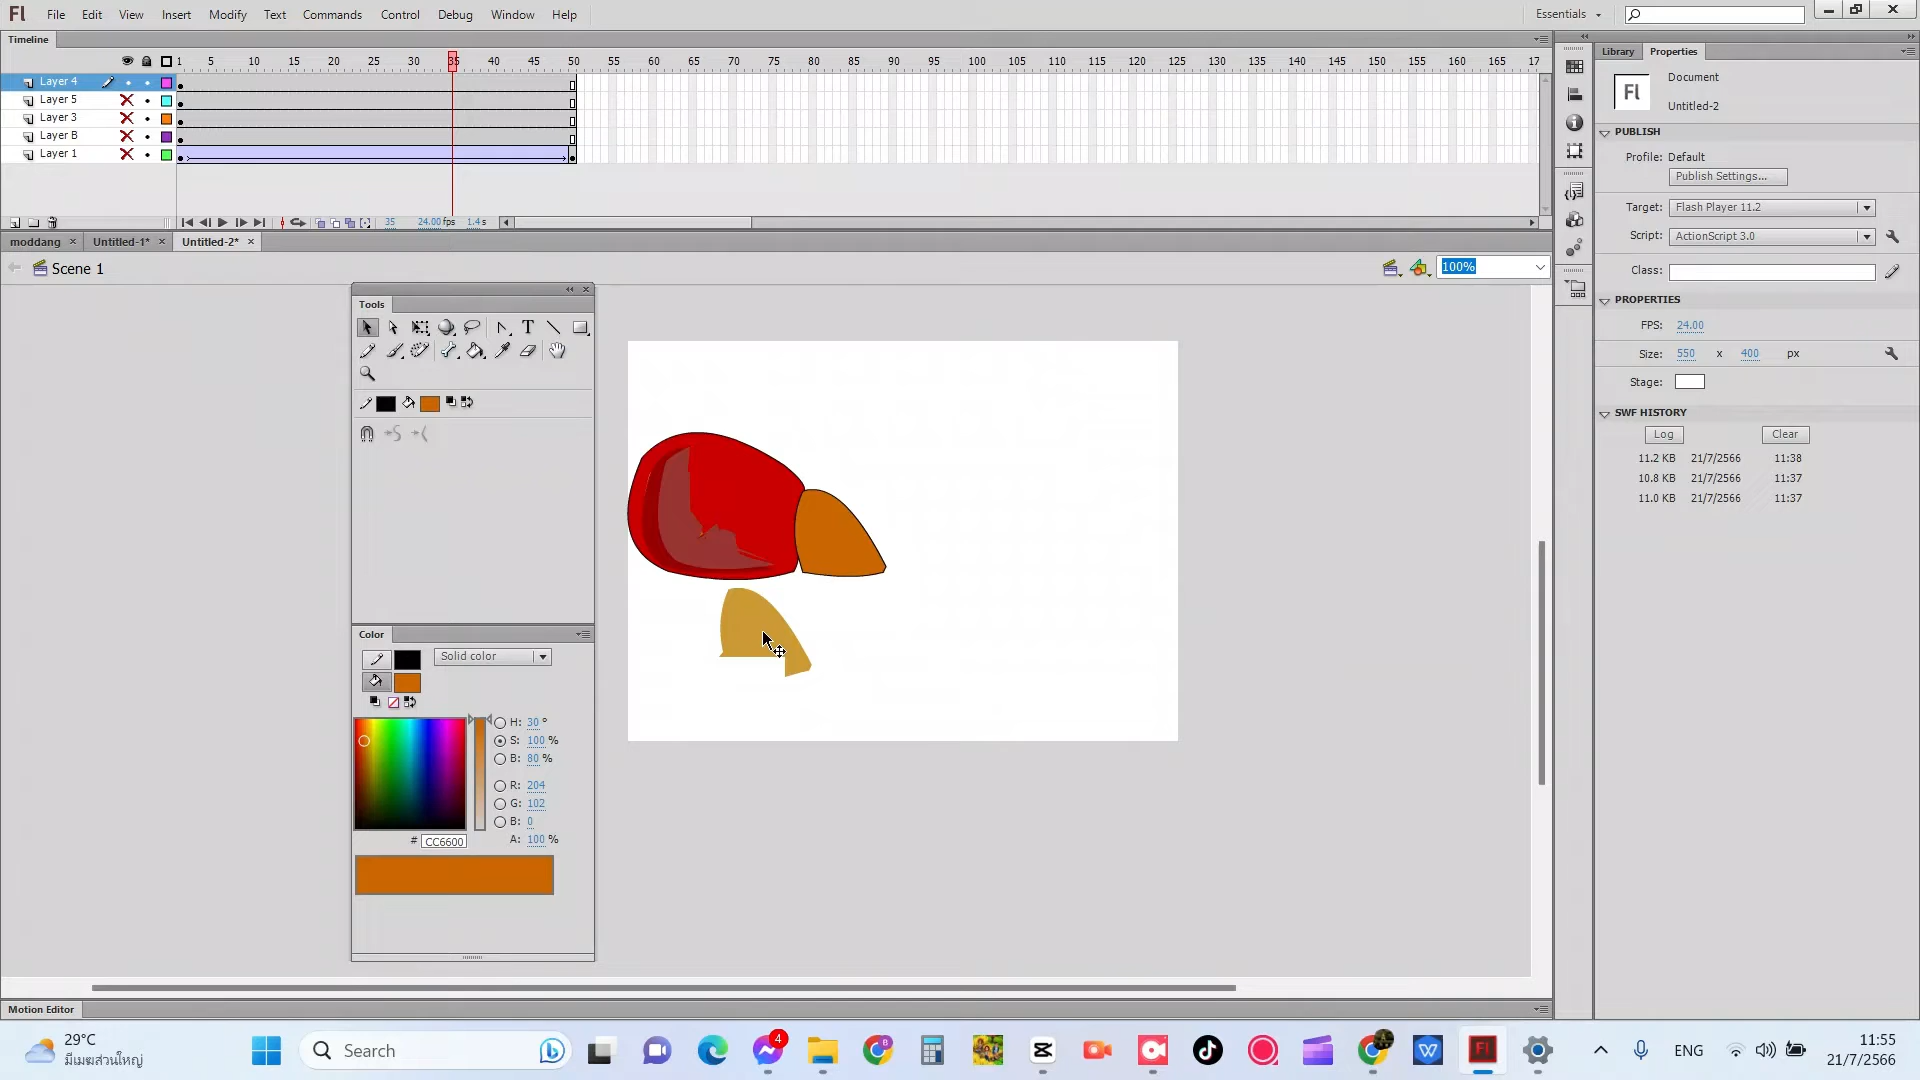 Fl File Edit View Insert Modify Text Commands Control Debug Window Help Essentials
Timeline
1 5 10 15 20 25 30 35 40 45 50 55 60 65 70 75 80 85 90 95 100 105 110 115 120 125 130 135 140 145 150 155 160 165 17
Layer 4
Layer 5
Layer 3
Layer B
Layer 1
35 24.00 fps 1.4 s
moddang Untitled-1* Untitled-2*
Scene 1 100%
Tools
T
Color
Solid color
H: 30 °
S: 100 %
B: 80 %
R: 204
G: 102
B: 0
A: 100 %
# CC6600
Library Properties
Fl Document
Untitled-2
PUBLISH
Profile: Default
Publish Settings...
Target: Flash Player 11.2
Script: ActionScript 3.0
Class:
PROPERTIES
FPS: 24.00
Size: 550 x 400 px
Stage:
SWF HISTORY
Log Clear
11.2 KB 21/7/2566 11:38
10.8 KB 21/7/2566 11:37
11.0 KB 21/7/2566 11:37
Motion Editor
29°C
มีเมฆส่วนใหญ่
Search
4
ENG
11:55
21/7/2566